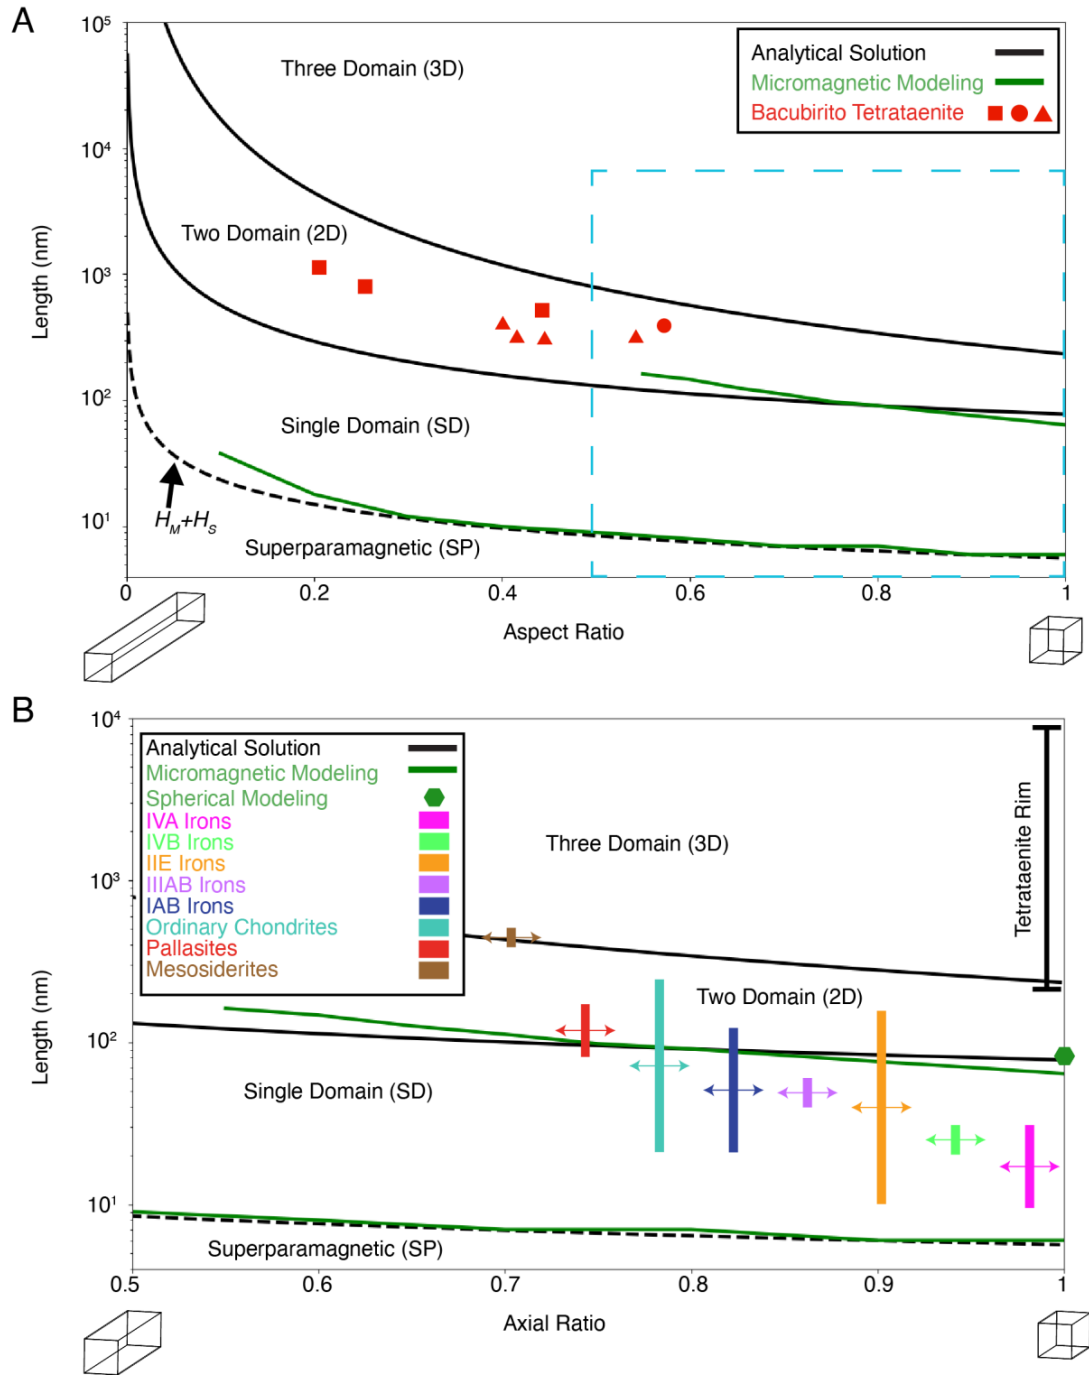 A
10⁵
10⁴
10³
10²
10¹
Length (nm)
Three Domain (3D)
Analytical Solution
Micromagnetic Modeling
Bacubirito Tetrataenite
Two Domain (2D)
Single Domain (SD)
H_M+H_S
Superparamagnetic (SP)
0 0.2 0.4 0.6 0.8 1
Aspect Ratio
B
10⁴
10³
10²
10¹
Length (nm)
Analytical Solution
Micromagnetic Modeling
Spherical Modeling
IVA Irons
IVB Irons
IIE Irons
IIIAB Irons
IAB Irons
Ordinary Chondrites
Pallasites
Mesosiderites
Three Domain (3D)
Tetrataenite Rim
Two Domain (2D)
Single Domain (SD)
Superparamagnetic (SP)
0.5 0.6 0.7 0.8 0.9 1
Axial Ratio